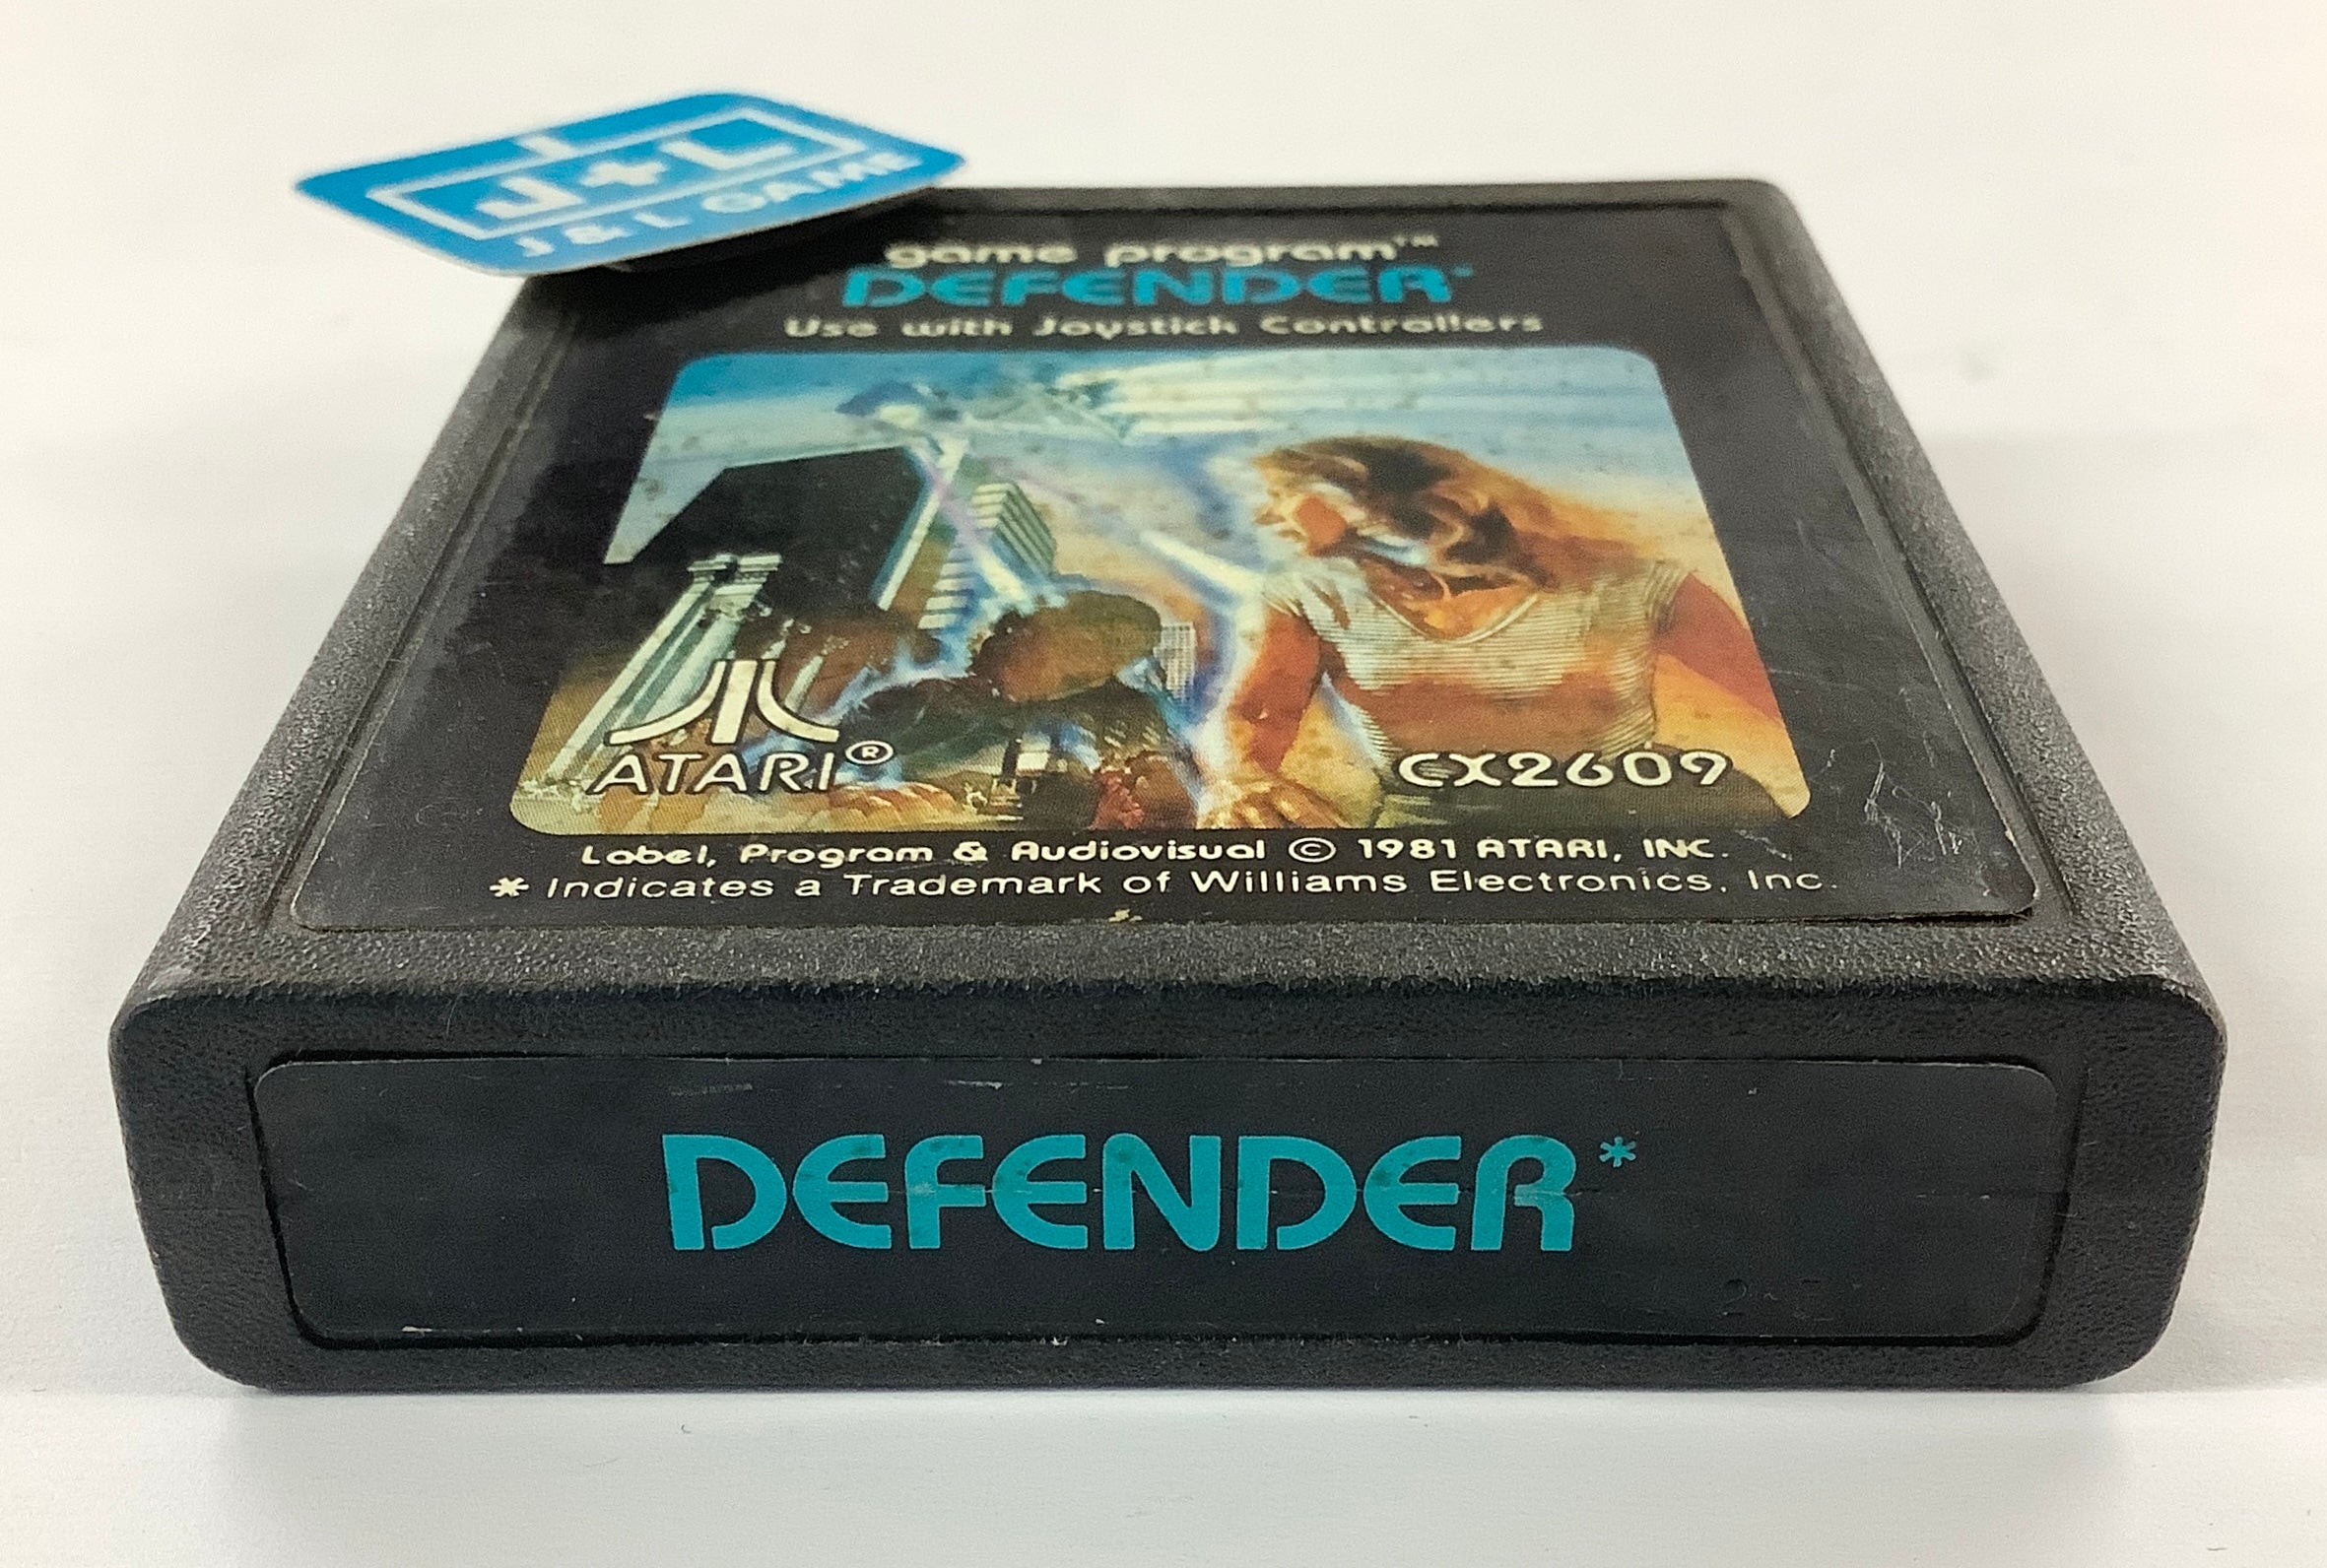 J+L
J & L GAME
game program™
DEFENDER*
Use with Joystick Controllers
ATARI®
CX2609
Label, Program & Audiovisual © 1981 ATARI, INC.
* Indicates a Trademark of Williams Electronics, Inc.
DEFENDER*